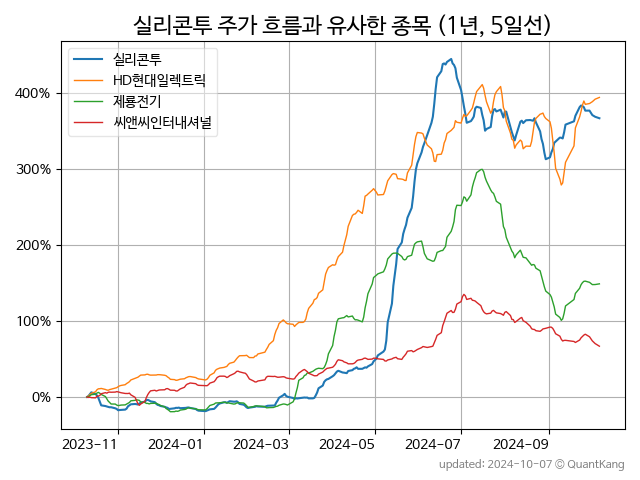 실리콘투 주가 흐름과 유사한 종목 (1년, 5일선)
실리콘투
HD현대일렉트릭
제룡전기
씨앤씨인터내셔널
400%
300%
200%
100%
0%
2023-11 2024-01 2024-03 2024-05 2024-07 2024-09
updated: 2024-10-07 © QuantKang